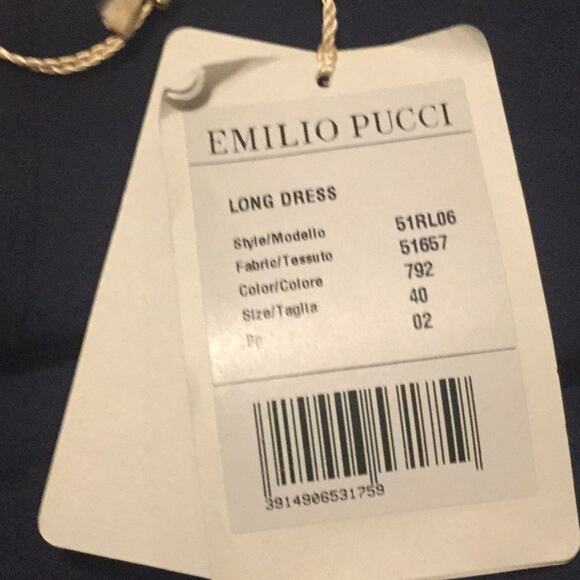 EMILIO PUCCI
LONG DRESS
Style/Modello 51RL06
Fabric/Tessuto 51657
Color/Colore 792
Size/Taglia 40
02
3914906531759